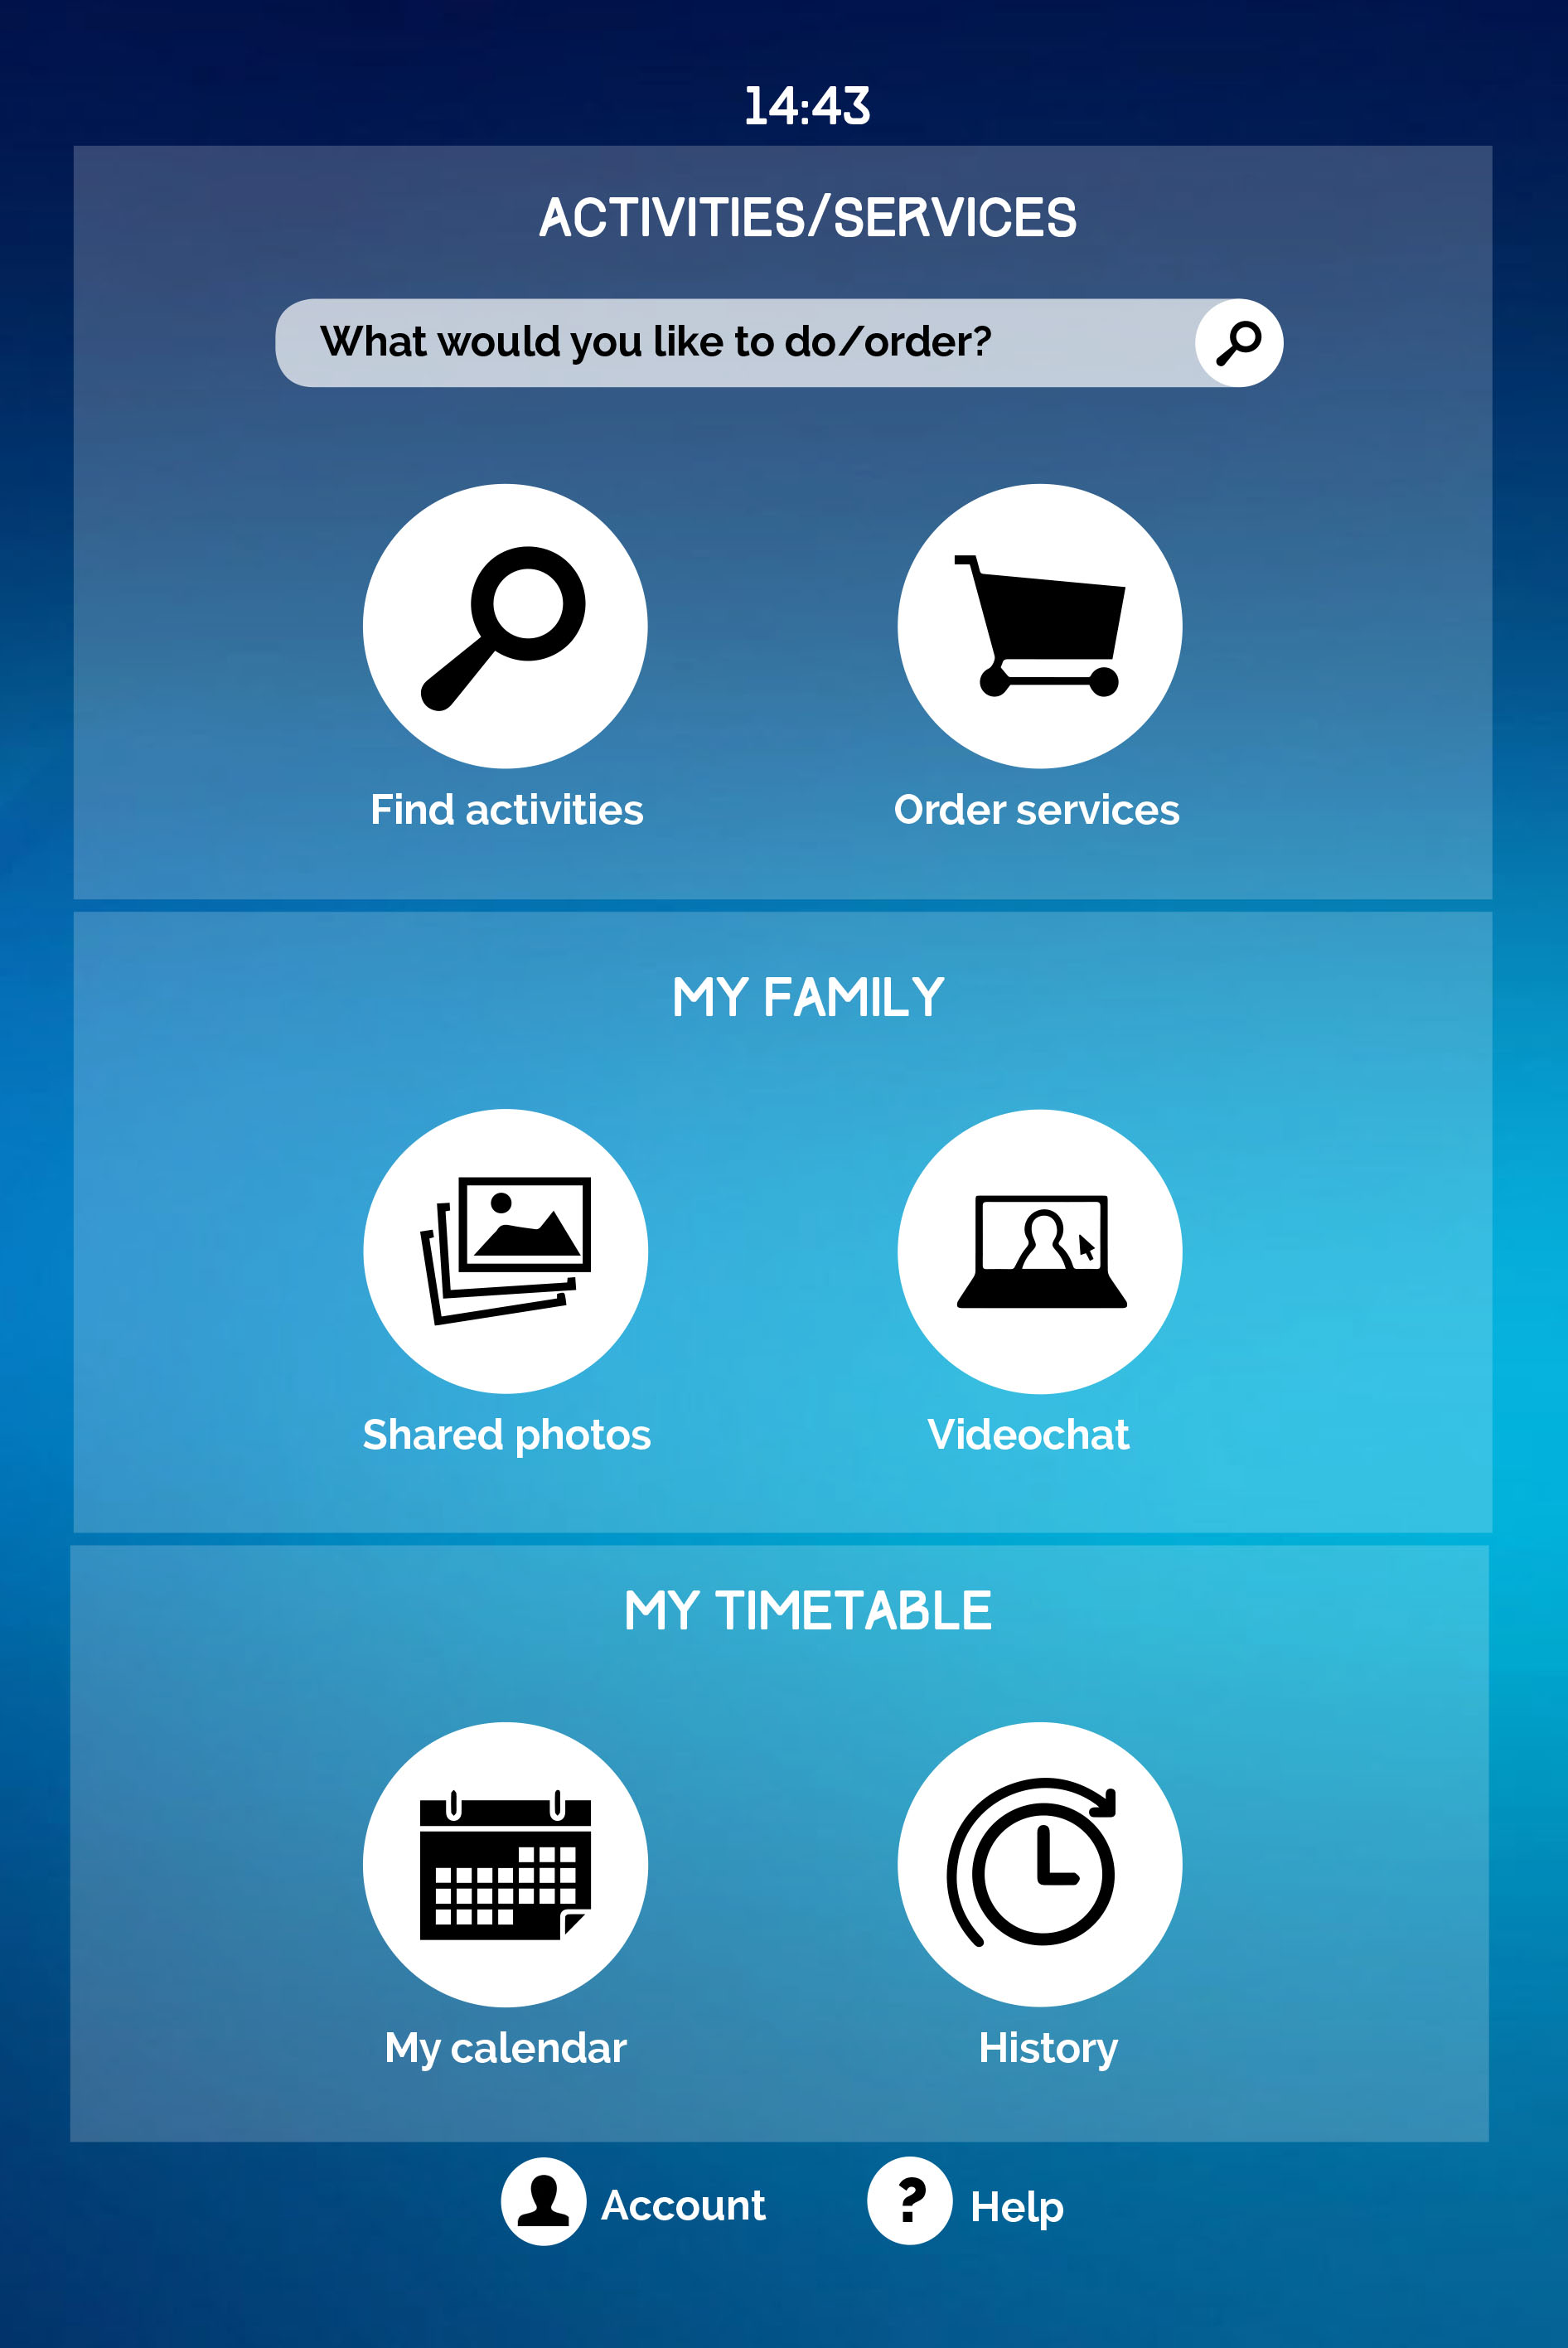 14:43
ACTIVITIES/SERVICES
What would you like to do/order?
Find activities
Order services
MY FAMILY
Shared photos
Videochat
MY TIMETABLE
My calendar
History
Account
Help